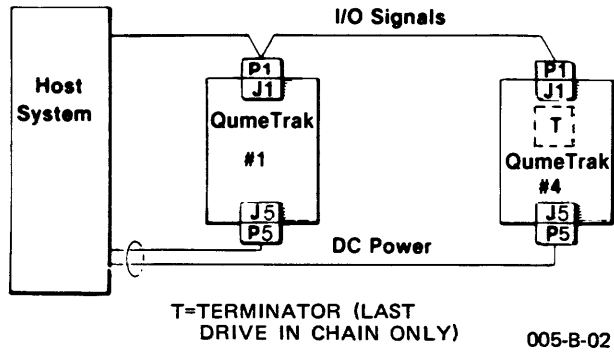 I/O Signals
Host
System
P1
J1
QumeTrak
#1
J5
P5
P1
J1
T
QumeTrak
#4
J5
P5
DC Power
T=TERMINATOR (LAST
DRIVE IN CHAIN ONLY)
005-B-02